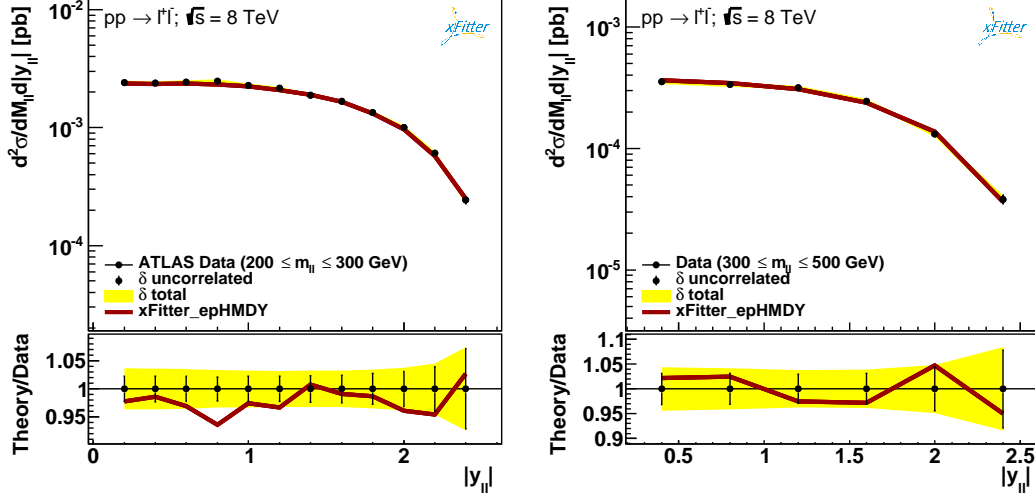 pp → l⁺l⁻; √s = 8 TeV
xFitter
d²σ/dM_ll d|y_ll| [pb]
10⁻²
10⁻³
10⁻⁴
ATLAS Data (200 ≤ m_ll ≤ 300 GeV)
δ uncorrelated
δ total
xFitter_epHMDY
Theory/Data
1.05
1
0.95
0 1 2
|y_ll|
pp → l⁺l⁻; √s = 8 TeV
xFitter
d²σ/dM_ll d|y_ll| [pb]
10⁻³
10⁻⁴
10⁻⁵
Data (300 ≤ m_ll ≤ 500 GeV)
δ uncorrelated
δ total
xFitter_epHMDY
Theory/Data
1.1
1.05
1
0.95
0.9
0.5 1 1.5 2 2.5
|y_ll|